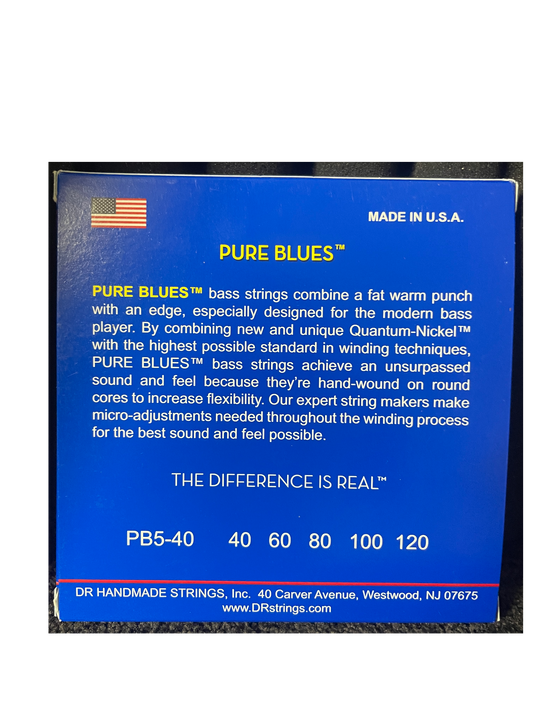 MADE IN U.S.A.
PURE BLUES™
PURE BLUES™ bass strings combine a fat warm punch
with an edge, especially designed for the modern bass
player. By combining new and unique Quantum-Nickel™
with the highest possible standard in winding techniques,
PURE BLUES™ bass strings achieve an unsurpassed
sound and feel because they're hand-wound on round
cores to increase flexibility. Our expert string makers make
micro-adjustments needed throughout the winding process
for the best sound and feel possible.
THE DIFFERENCE IS REAL™
PB5-40 40 60 80 100 120
DR HANDMADE STRINGS, Inc. 40 Carver Avenue, Westwood, NJ 07675
www.DRstrings.com